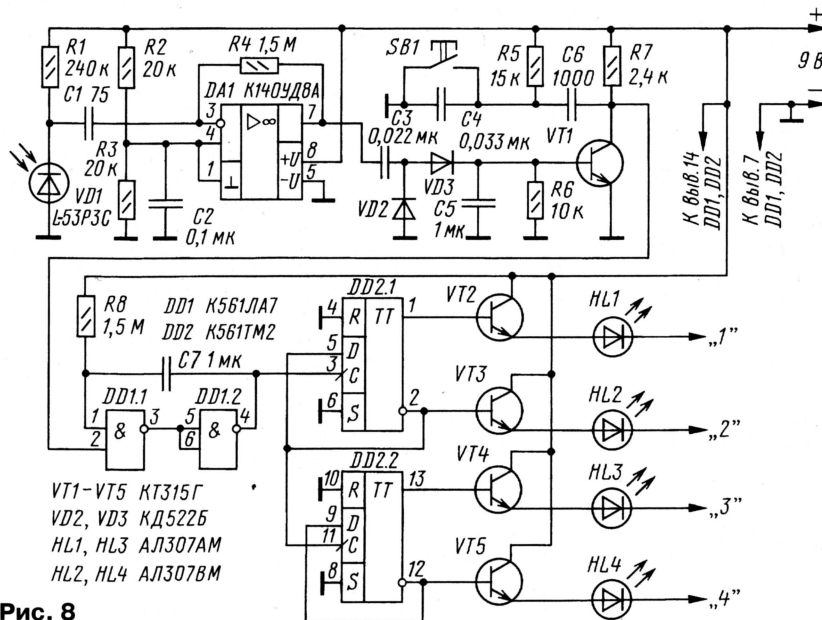 R1
240 к
R2
20 к
R4 1,5 М
C1 75
DA1 К140УД8А
3
4
1
▷∞
⊥
+U
-U
7
8
5
R3
20 к
VD1
L-53P3C
C2
0,1 мк
SB1
R5
15 к
C6
1000
R7
2,4 к
C3
0,022 мк
C4
0,033 мк
VT1
VD2
VD3
C5
1 мк
R6
10 к
+
9 В
−
К выв.14
DD1, DD2
К выв.7
DD1, DD2
R8
1,5 М
DD1 К561ЛА7
DD2 К561ТМ2
C7 1 мк
DD1.1
1
2
&
3
DD1.2
5
6
&
4
DD2.1
4 R TT 1
5 D
3 C
6 S 2
DD2.2
10 R TT 13
9 D
11 C
8 S 12
VT2
HL1
„1"
VT3
HL2
„2"
VT4
HL3
„3"
VT5
HL4
„4"
VT1-VT5 КТ315Г
VD2, VD3 КД522Б
HL1, HL3 АЛ307АМ
HL2, HL4 АЛ307ВМ
Рис. 8